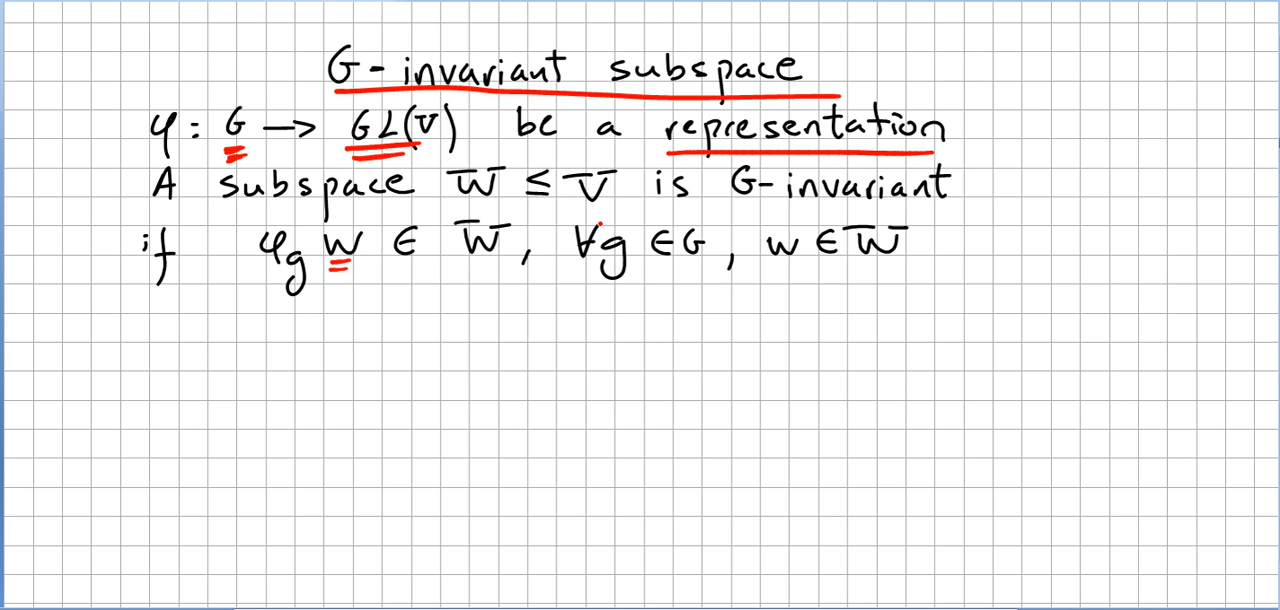 G-invariant subspace
φ: G → GL(V) be a representation
A subspace W ≤ V is G-invariant
if φg w ∈ W, ∀g ∈ G, w ∈ W